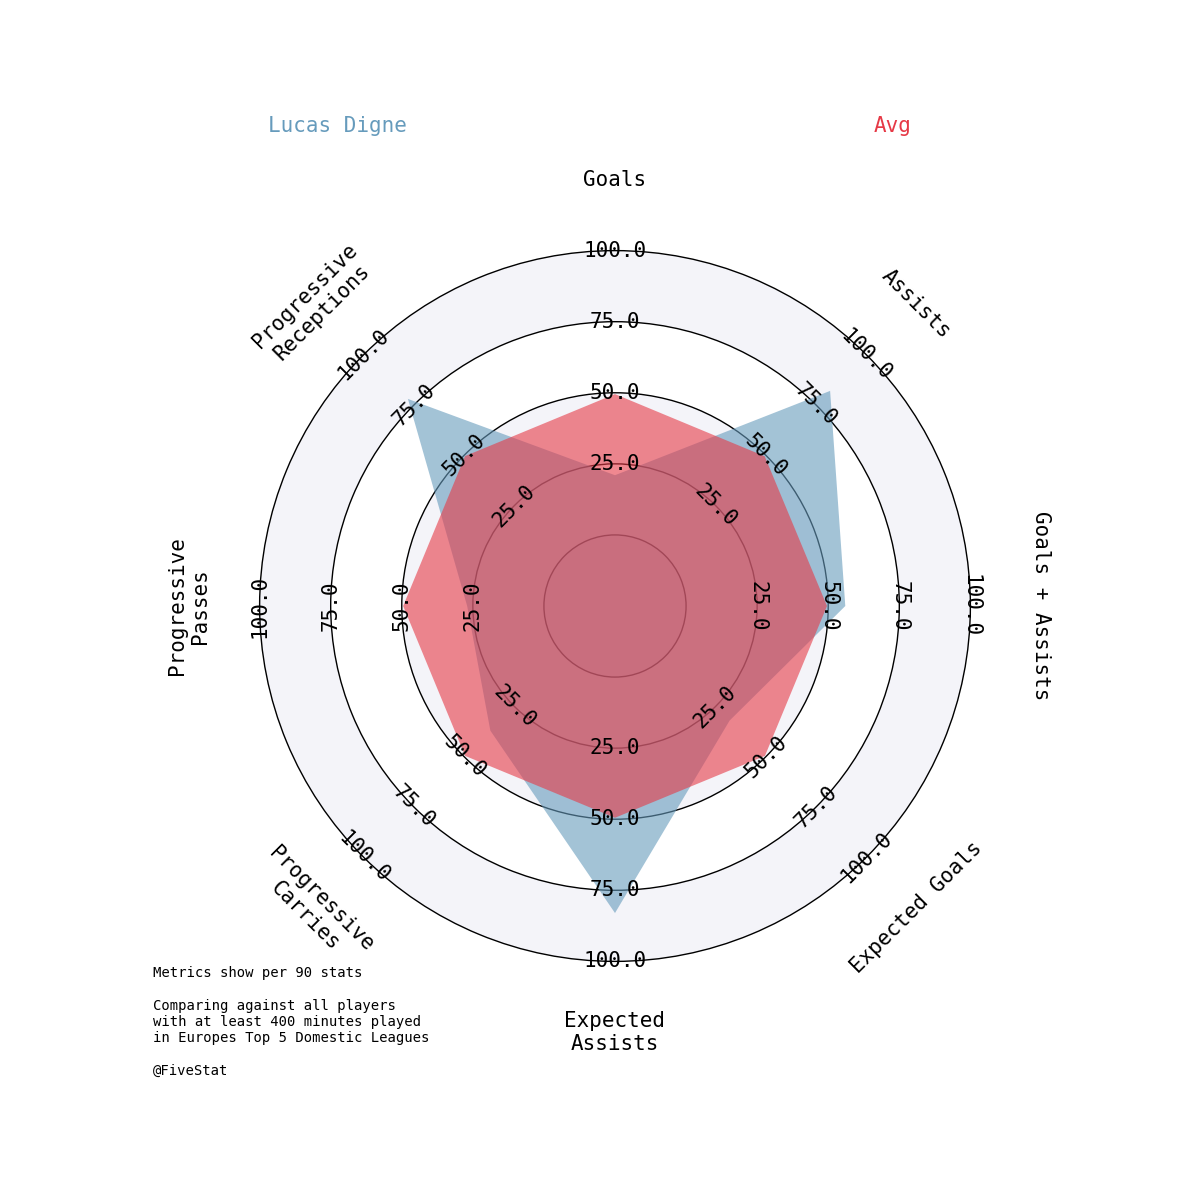 Lucas Digne
Avg
Goals
Assists
Goals + Assists
Expected Goals
Expected
Assists
Progressive
Carries
Progressive
Passes
Progressive
Receptions
25.0
50.0
75.0
100.0
25.0
50.0
75.0
100.0
25.0
50.0
75.0
100.0
25.0
50.0
75.0
100.0
25.0
50.0
75.0
100.0
25.0
50.0
75.0
100.0
25.0
50.0
75.0
100.0
25.0
50.0
75.0
100.0
Metrics show per 90 stats
Comparing against all players
with at least 400 minutes played
in Europes Top 5 Domestic Leagues
@FiveStat